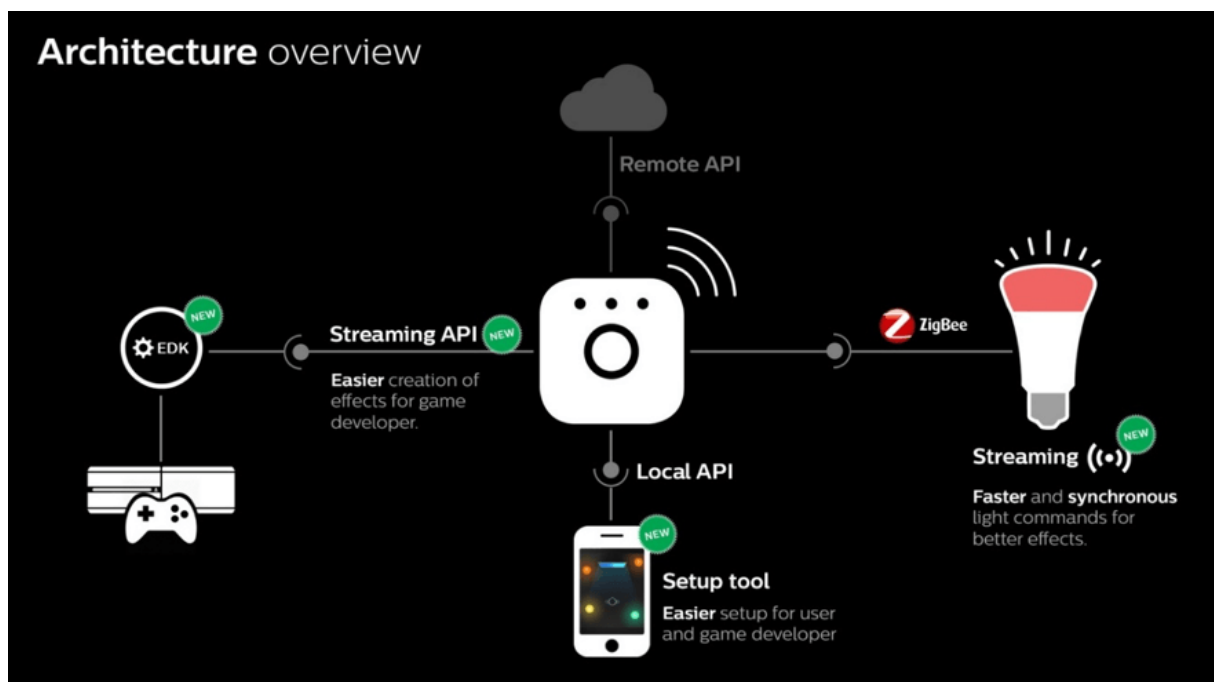 Architecture overview
Remote API
NEW
EDK
Streaming API NEW
Easier creation of
effects for game
developer.
ZigBee
Local API
NEW
Setup tool
Easier setup for user
and game developer
NEW
Streaming
Faster and synchronous
light commands for
better effects.